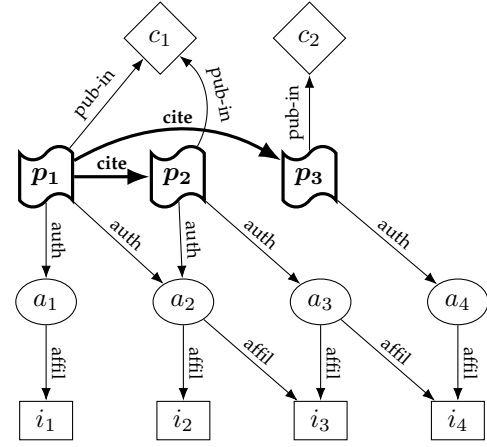 c1 c2
pub-in pub-in pub-in
cite
cite
p1 p2 p3
auth auth auth auth auth
a1 a2 a3 a4
affil affil affil affil affil affil
i1 i2 i3 i4